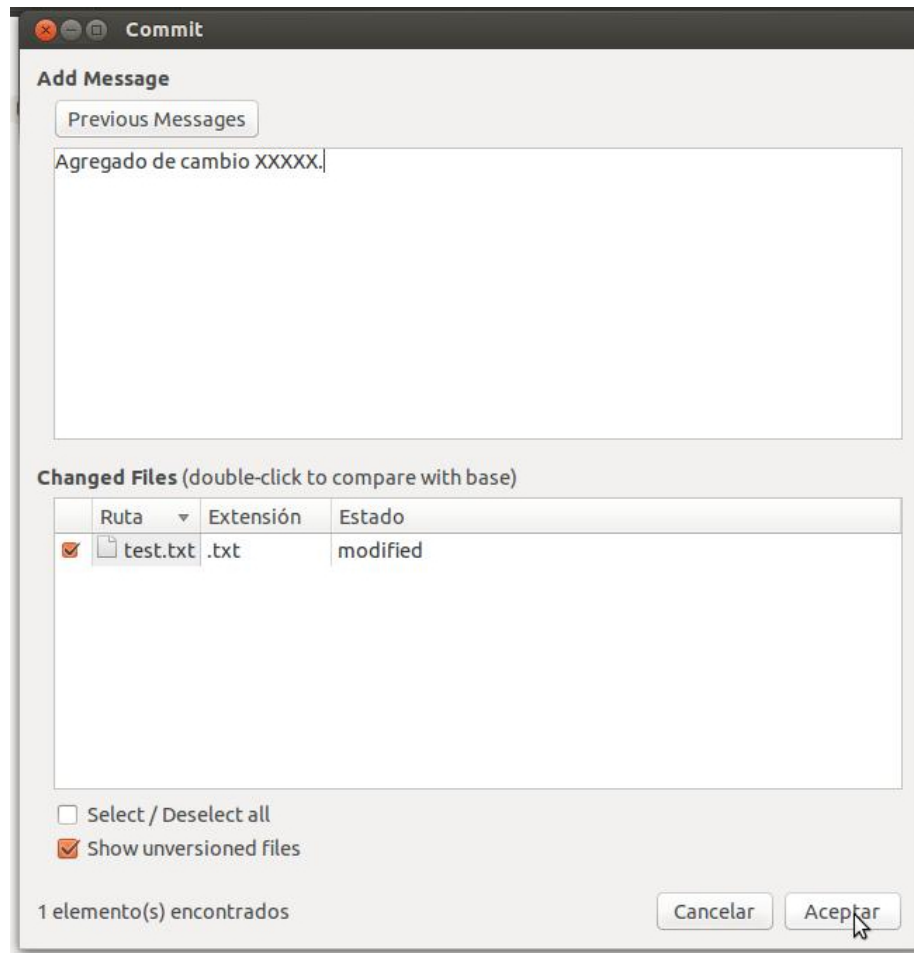 Commit
Add Message
Previous Messages
Agregado de cambio XXXXX.
Changed Files (double-click to compare with base)
Ruta Extensión Estado
test.txt .txt modified
Select / Deselect all
Show unversioned files
1 elemento(s) encontrados
Cancelar Aceptar